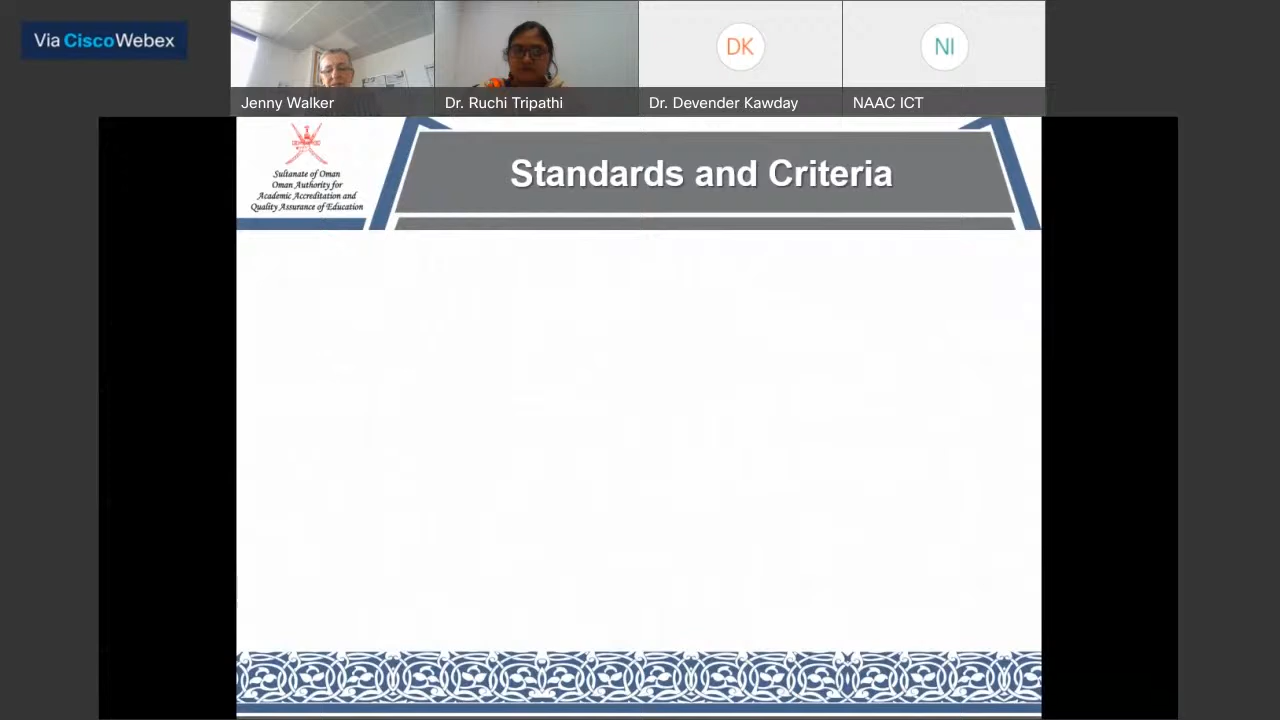 Via CiscoWebex
DK
NI
Jenny Walker
Dr. Ruchi Tripathi
Dr. Devender Kawday
NAAC ICT
Sultanate of Oman
Oman Authority for
Academic Accreditation and
Quality Assurance of Education
Standards and Criteria